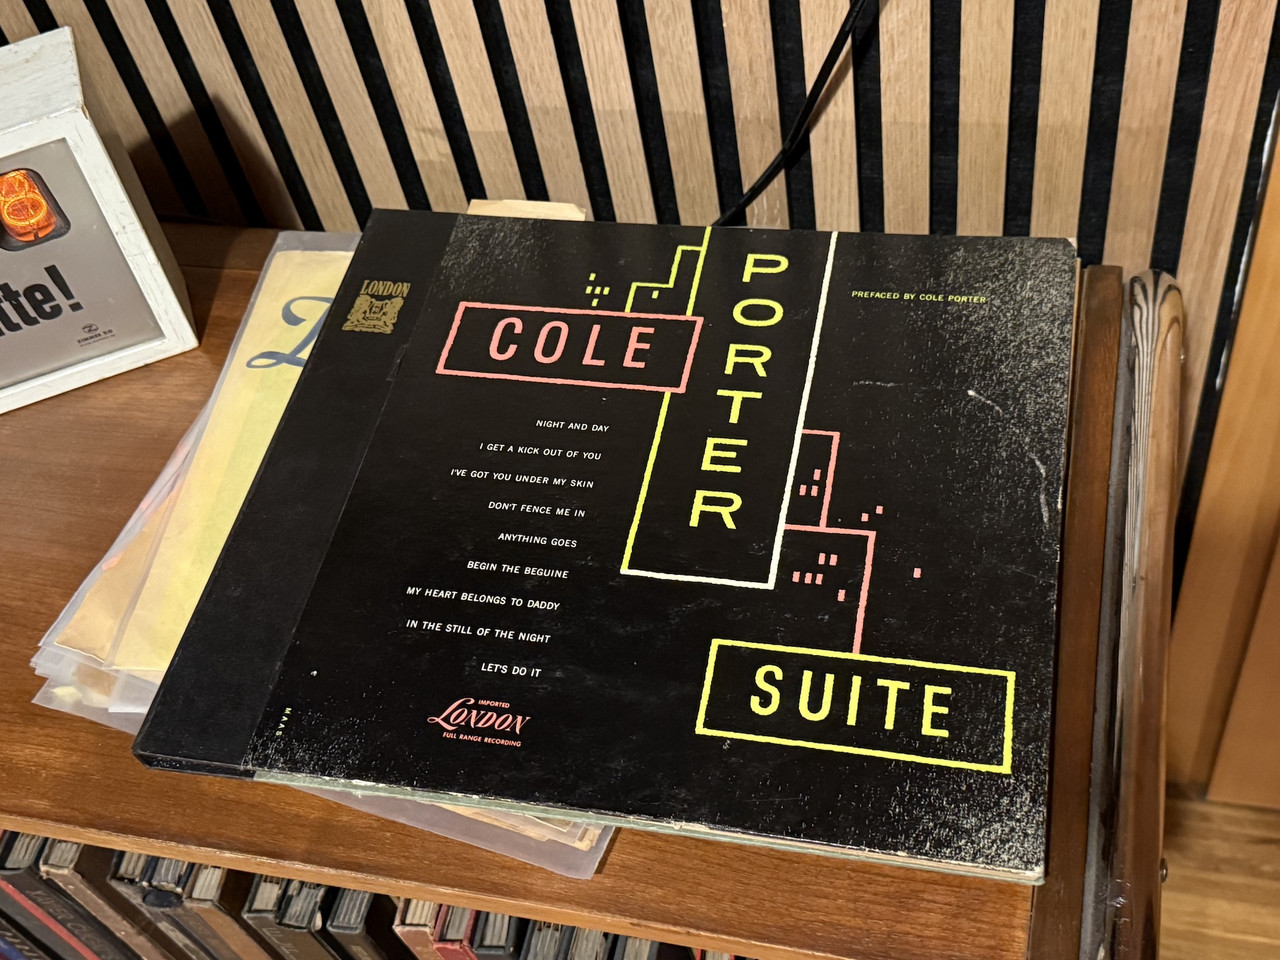 LONDON
COLE
PORTER
SUITE
PREFACED BY COLE PORTER
NIGHT AND DAY
I GET A KICK OUT OF YOU
I'VE GOT YOU UNDER MY SKIN
DON'T FENCE ME IN
ANYTHING GOES
BEGIN THE BEGUINE
MY HEART BELONGS TO DADDY
IN THE STILL OF THE NIGHT
LET'S DO IT
IMPORTED
LONDON
FULL RANGE RECORDING
MAAS